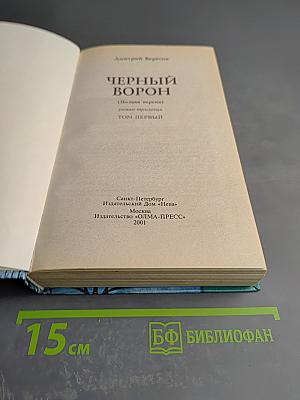 Дмитрий Вересов
ЧЕРНЫЙ
ВОРОН
(Полная версия)
роман-трилогия
ТОМ ПЕРВЫЙ
Санкт-Петербург
Издательский Дом «Нева»
Москва
Издательство «ОЛМА-ПРЕСС»
2001
15 см
БФ БИБЛИОФАН